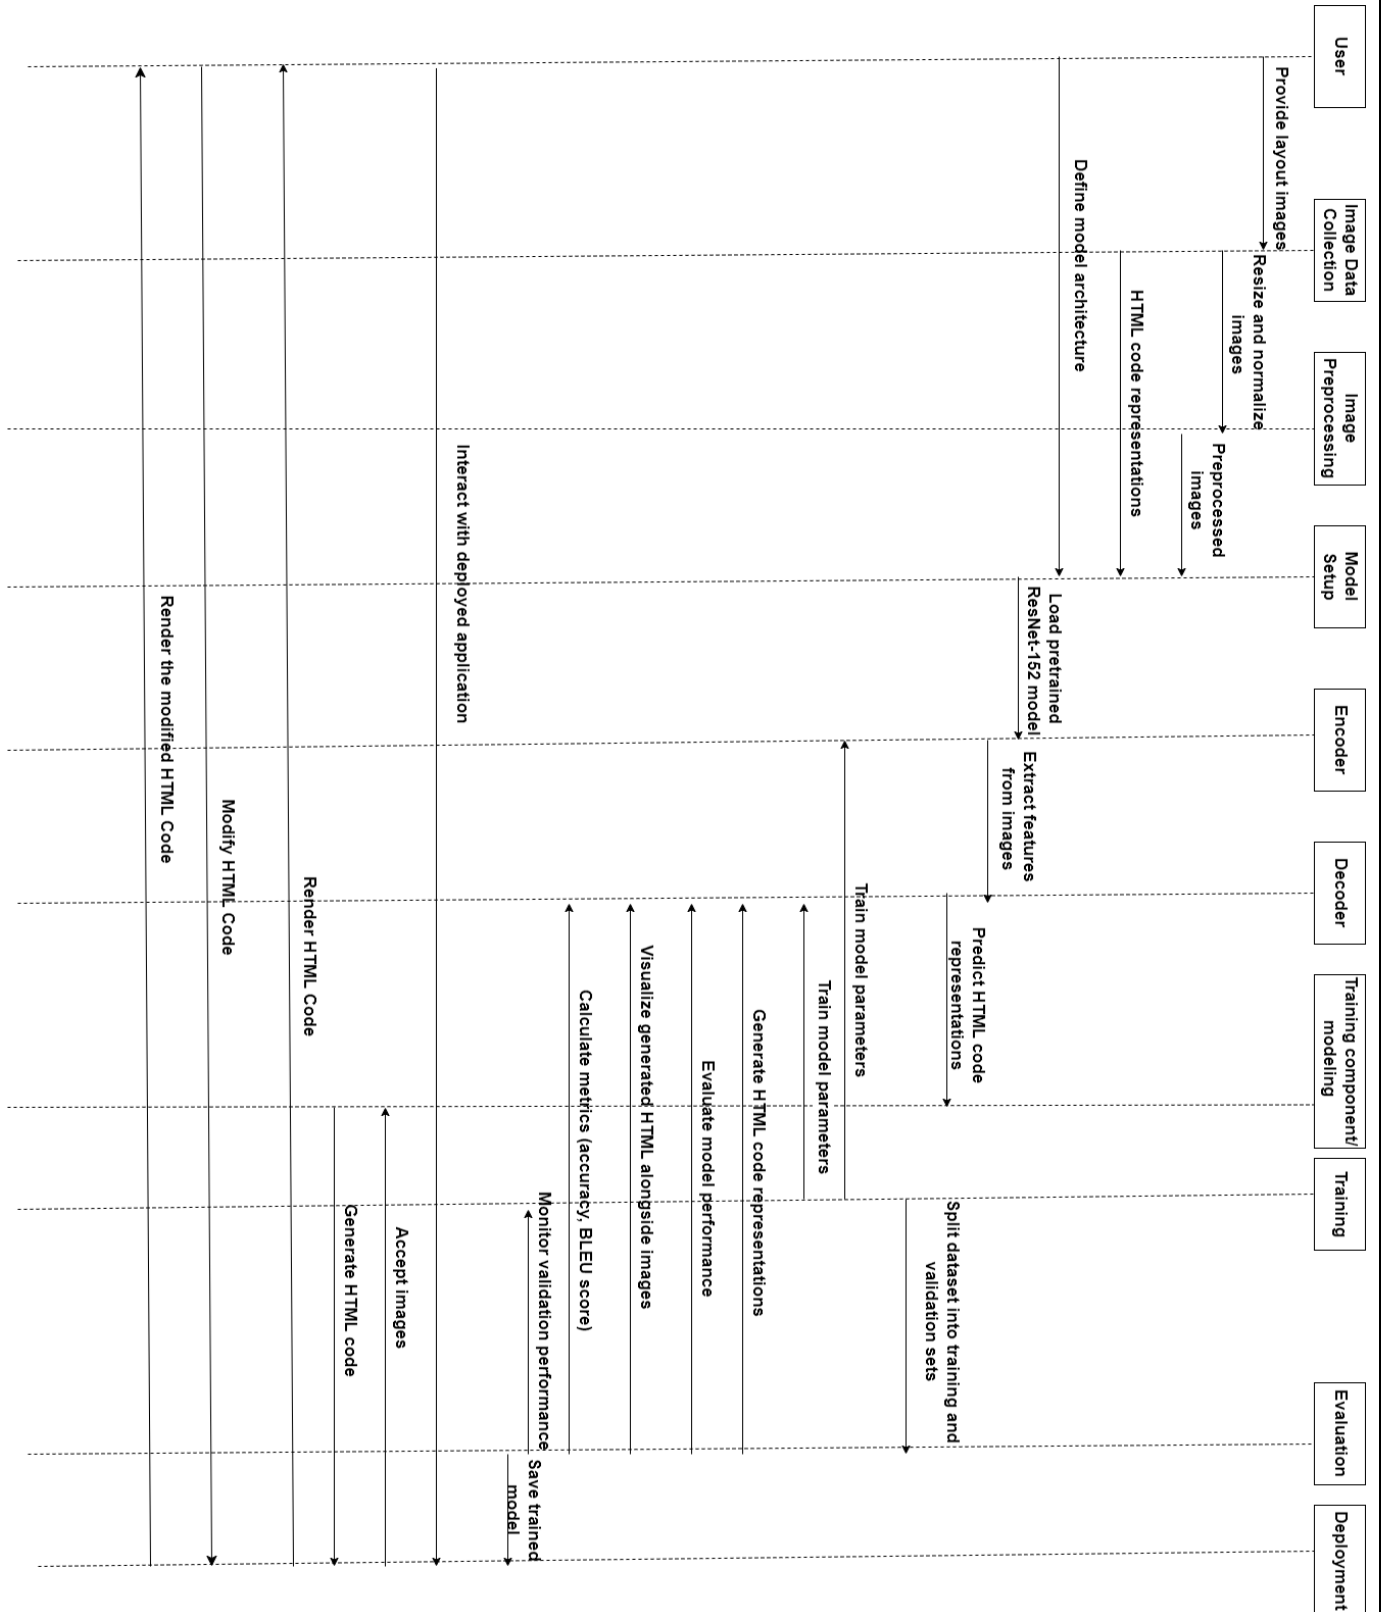 User
Image Data
Collection
Image
Preprocessing
Model
Setup
Encoder
Decoder
Training component/
modeling
Training
Evaluation
Deployment
Provide layout images
Resize and normalize
images
Preprocessed
images
HTML code representations
Define model architecture
Load pretrained
ResNet-152 model
Extract features
from images
Predict HTML code
representations
Split dataset into training and
validation sets
Train model parameters
Train model parameters
Generate HTML code representations
Evaluate model performance
Visualize generated HTML alongside images
Calculate metrics (accuracy, BLEU score)
Monitor validation performance
Save trained
model
Interact with deployed application
Accept images
Generate HTML code
Render HTML Code
Modify HTML Code
Render the modified HTML Code